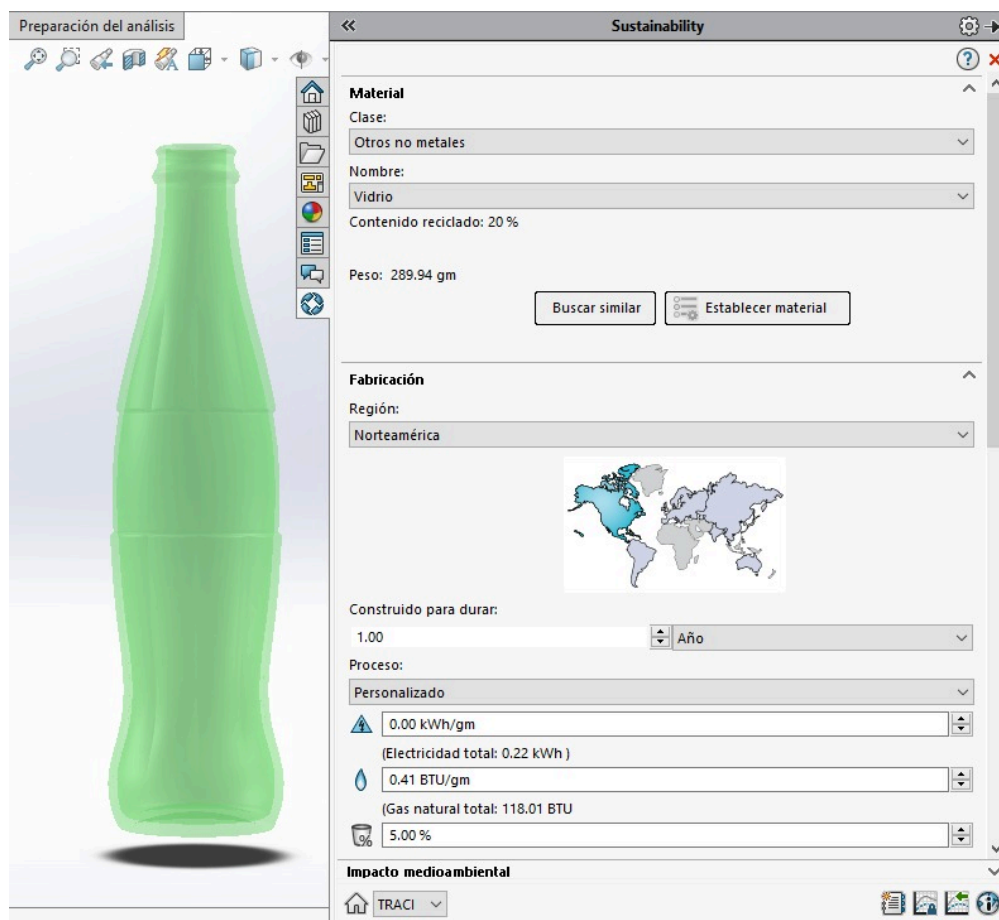 Preparación del análisis
Sustainability
Material
Clase:
Otros no metales
Nombre:
Vidrio
Contenido reciclado: 20 %
Peso: 289.94 gm
Buscar similar
Establecer material
Fabricación
Región:
Norteamérica
Construido para durar:
1.00
Año
Proceso:
Personalizado
0.00 kWh/gm
(Electricidad total: 0.22 kWh )
0.41 BTU/gm
(Gas natural total: 118.01 BTU
5.00 %
Impacto medioambiental
TRACI